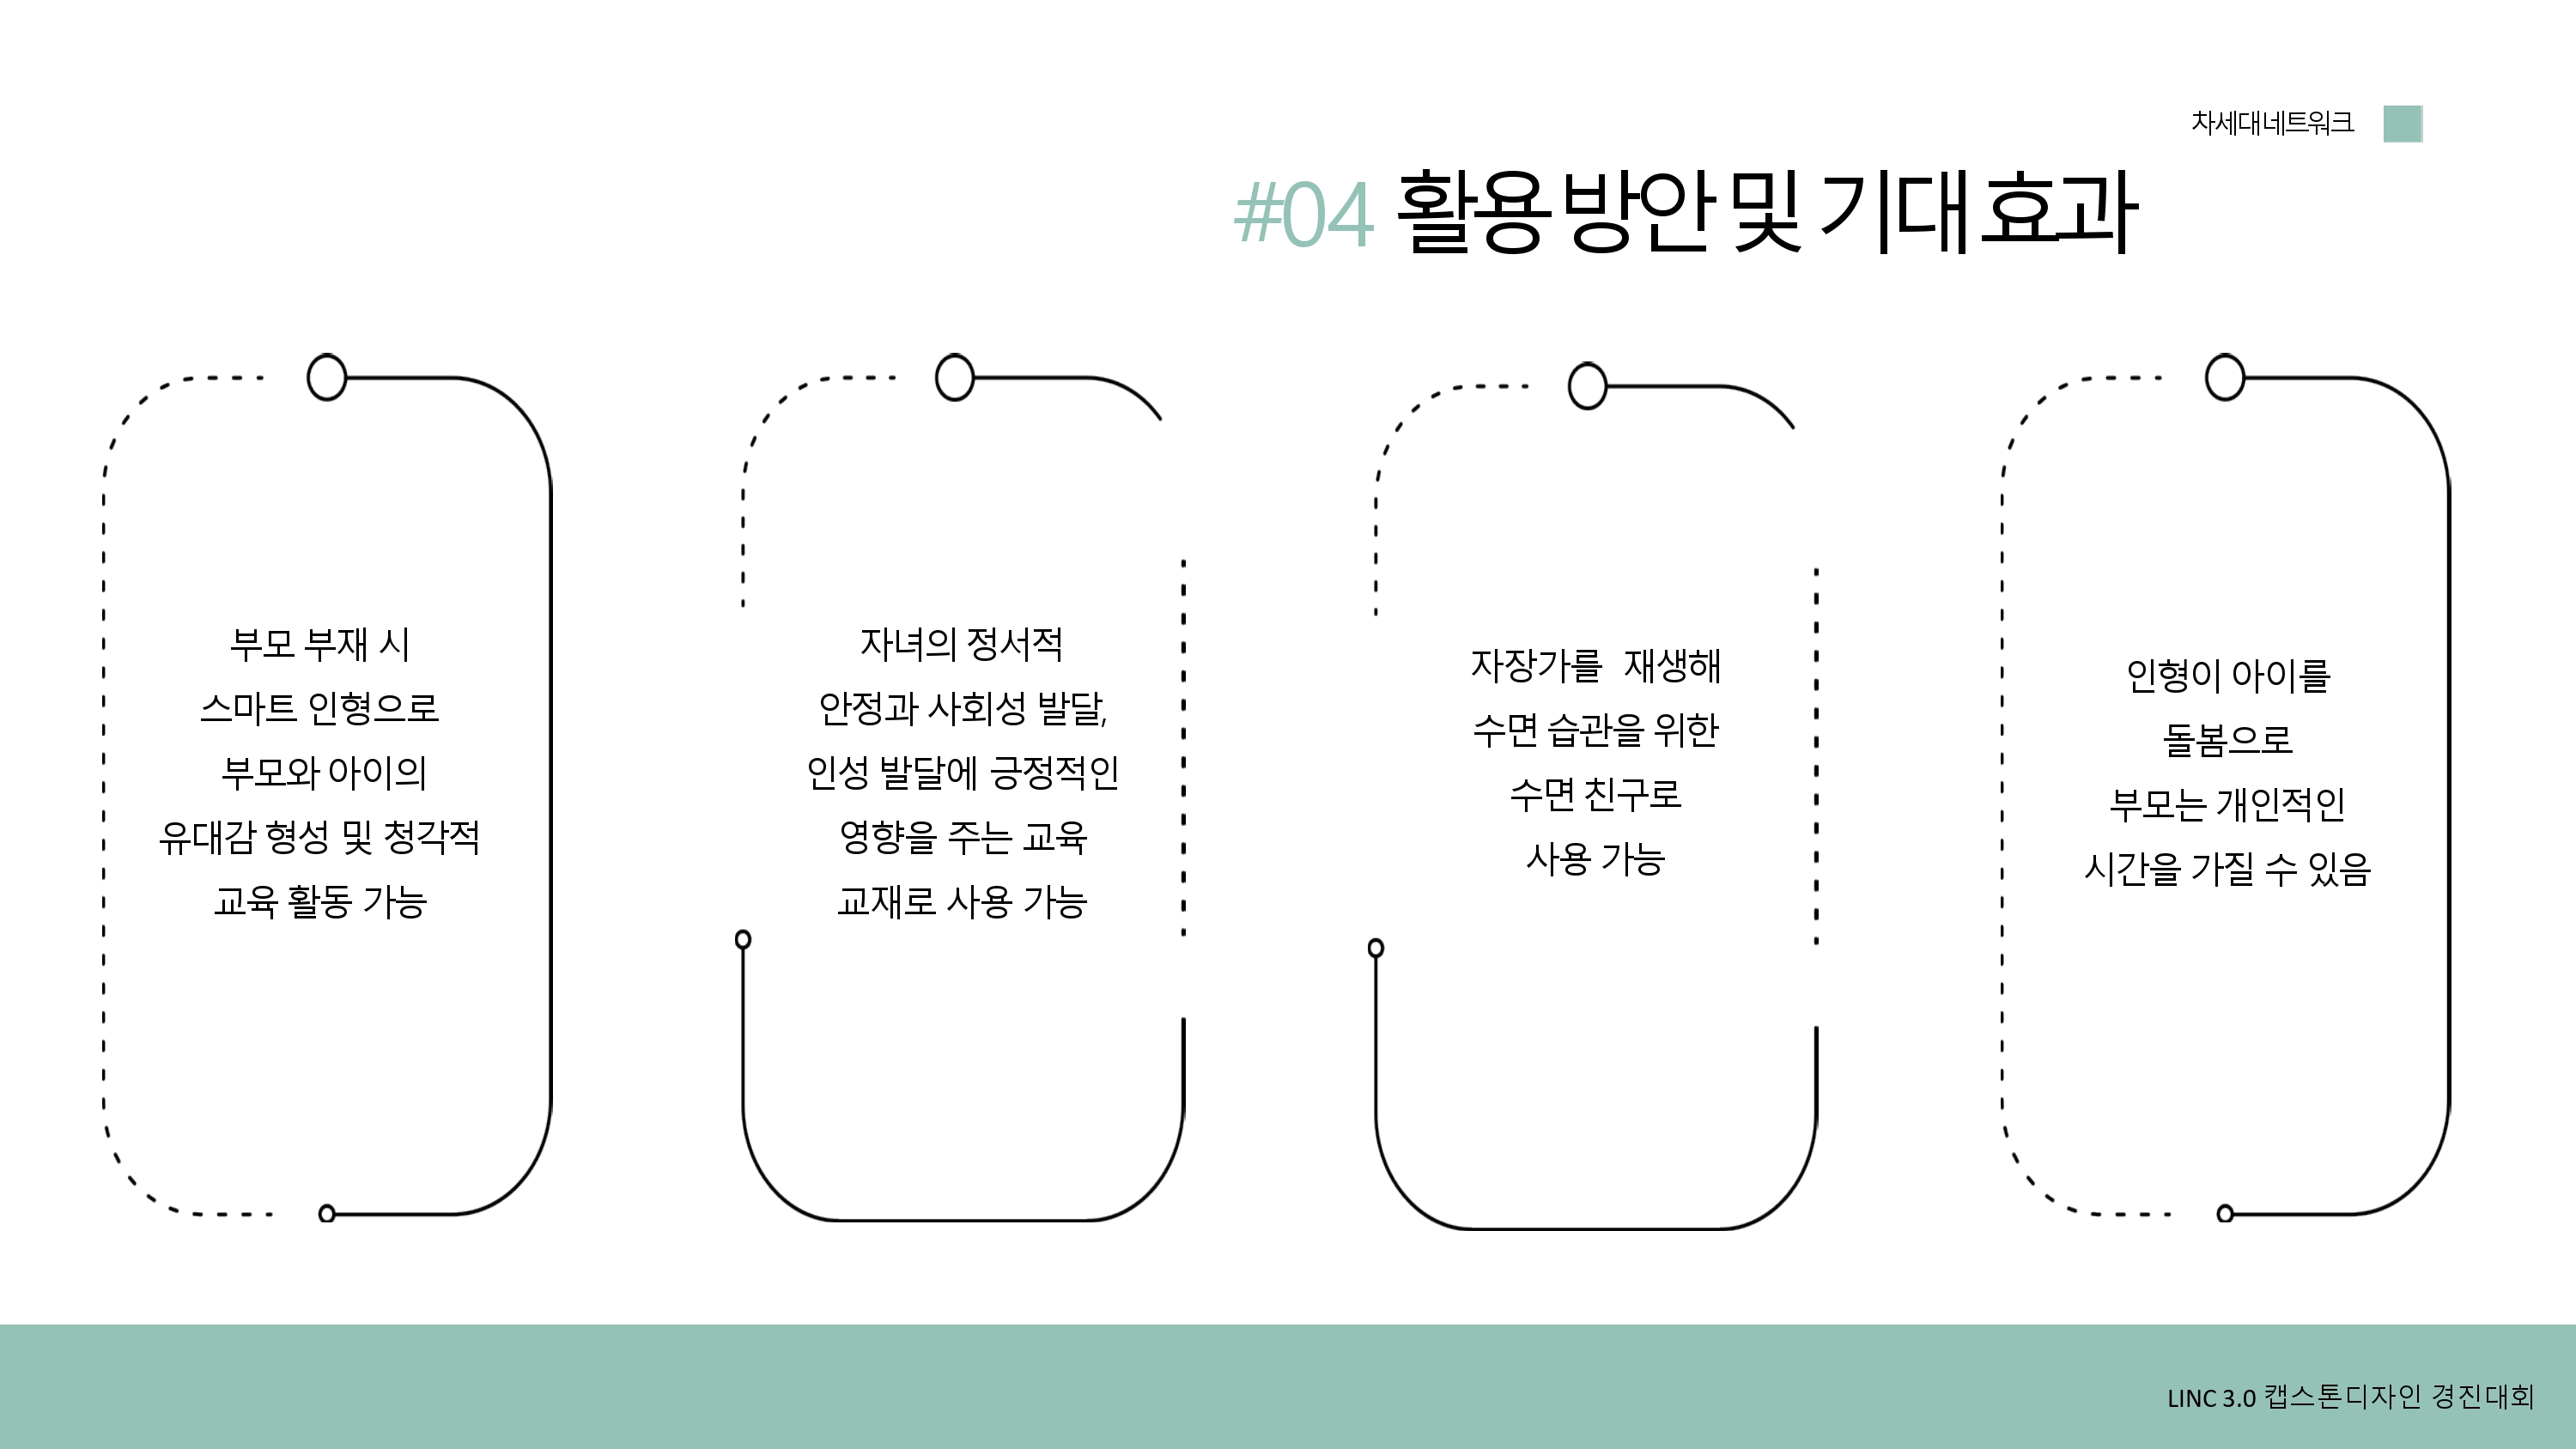 차세대네트워크
#04 활용 방안 및 기대 효과
부모 부재 시
스마트 인형으로
부모와 아이의
유대감 형성 및 청각적
교육 활동 가능
자녀의 정서적
안정과 사회성 발달,
인성 발달에 긍정적인
영향을 주는 교육
교재로 사용 가능
자장가를 재생해
수면 습관을 위한
수면 친구로
사용 가능
인형이 아이를
돌봄으로
부모는 개인적인
시간을 가질 수 있음
LINC 3.0 캡스톤디자인 경진대회